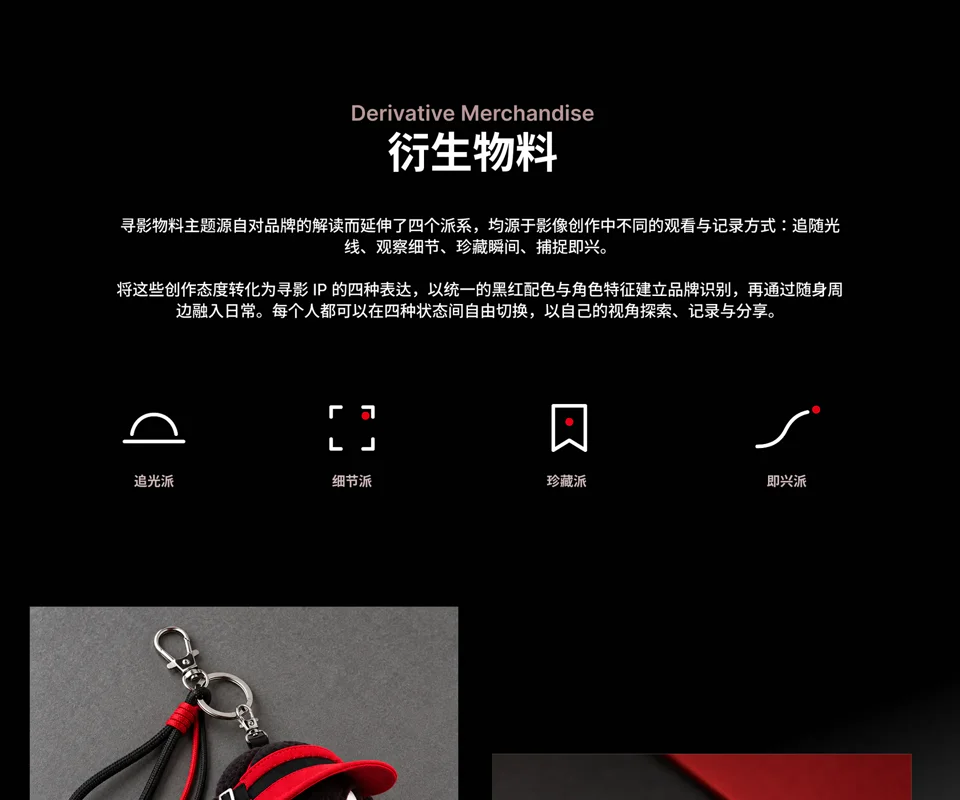 Derivative Merchandise
衍生物料
寻影物料主题源自对品牌的解读而延伸了四个派系，均源于影像创作中不同的观看与记录方式：追随光
线、观察细节、珍藏瞬间、捕捉即兴。
将这些创作态度转化为寻影 IP 的四种表达，以统一的黑红配色与角色特征建立品牌识别，再通过随身周
边融入日常。每个人都可以在四种状态间自由切换，以自己的视角探索、记录与分享。
追光派
细节派
珍藏派
即兴派